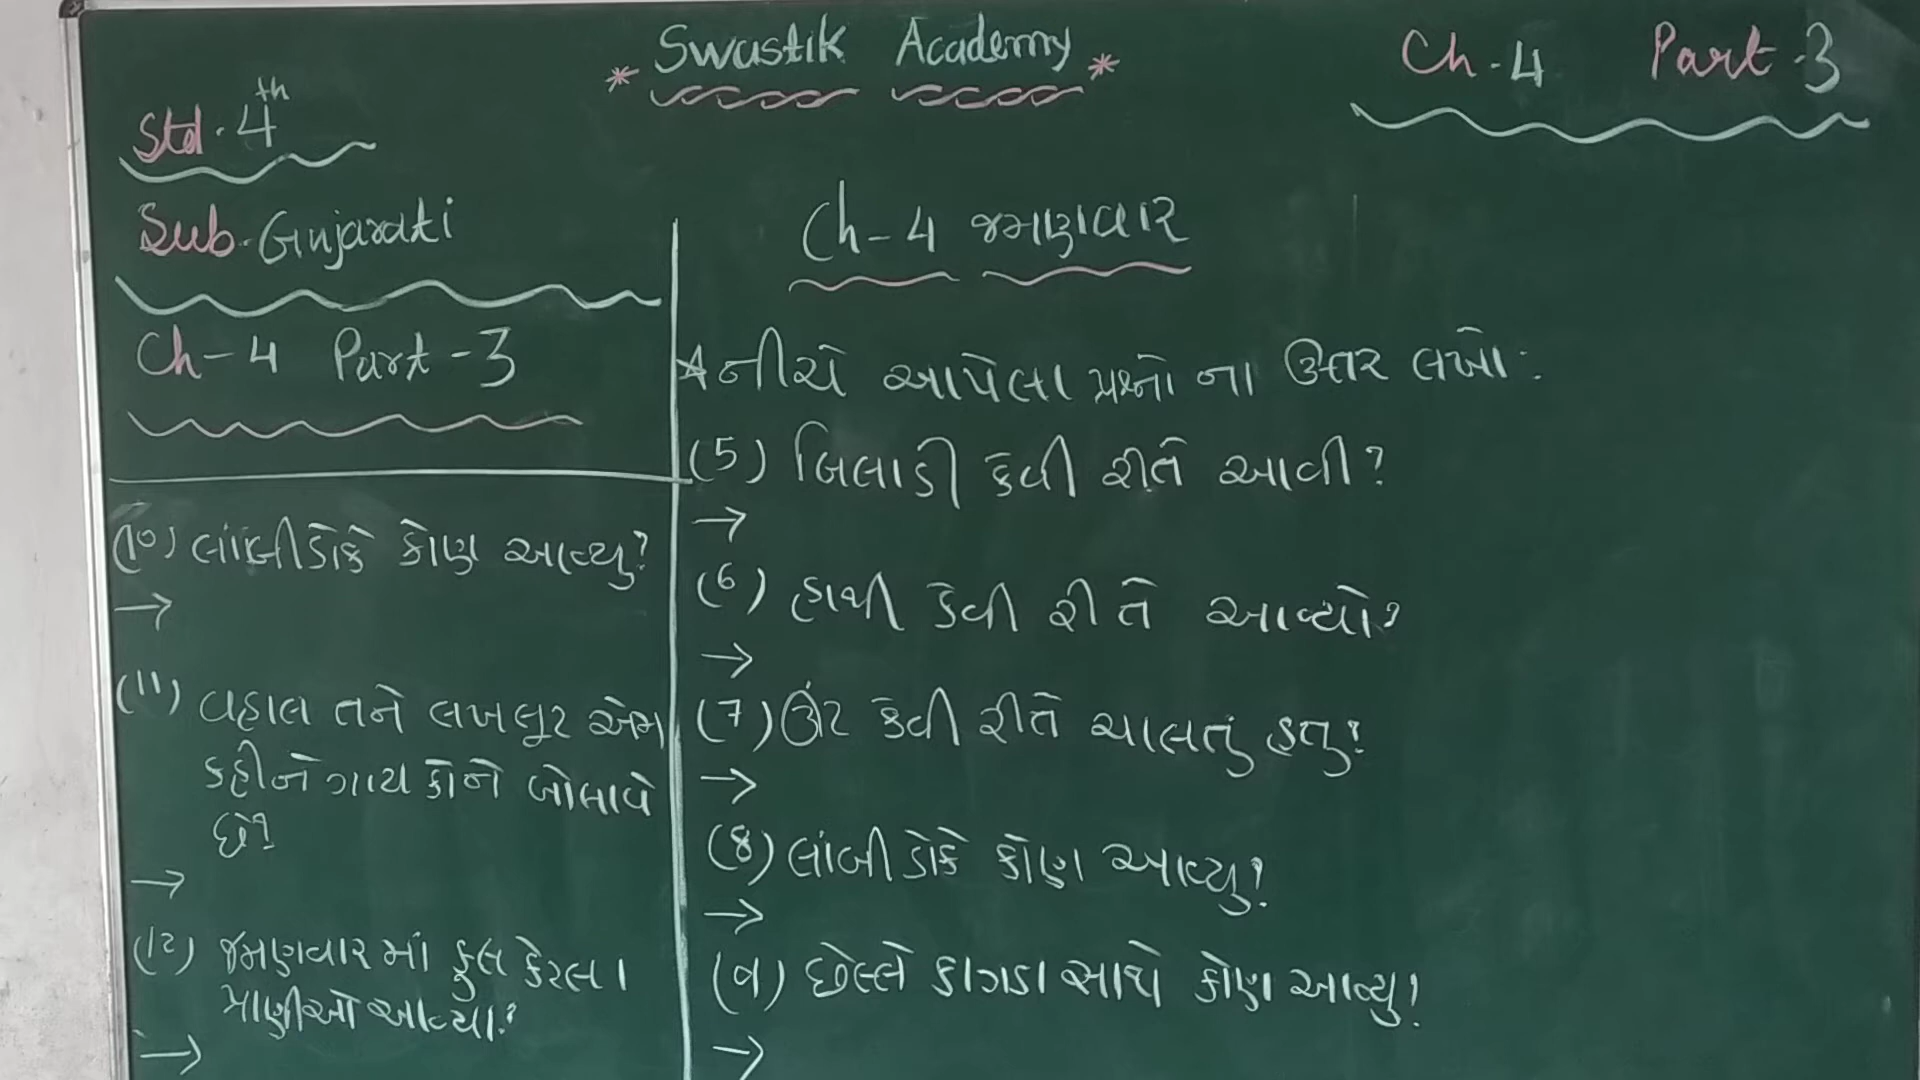 Swastik Academy
Ch-4 Part-3
Std. 4th
Sub. Gujarati
Ch-4 Part-3
Ch-4 જમણવાર
નીચે આપેલા પ્રશ્નો ના ઉત્તર લખો:
(5) બિલાડી કેવી રીતે આવી?
→
(6) હાથી કેવી રીતે આવ્યો?
→
(7) ઊંટ કેવી રીતે ચાલતું હતુ?
→
(8) લાંબી ડોકે કોણ આવ્યુ?
→
(9) છેલ્લે કાગડા સાથે કોણ આવ્યુ?
→
(10) લાંબી ડોકે કોણ આવ્યુ?
→
(11) વહાલ તને લખલુટ એમ
કહીને ગાય કોને બોલાવે
છે?
→
(12) જમણવાર માં કુલ કેટલા
પ્રાણીઓ આવ્યા?
→